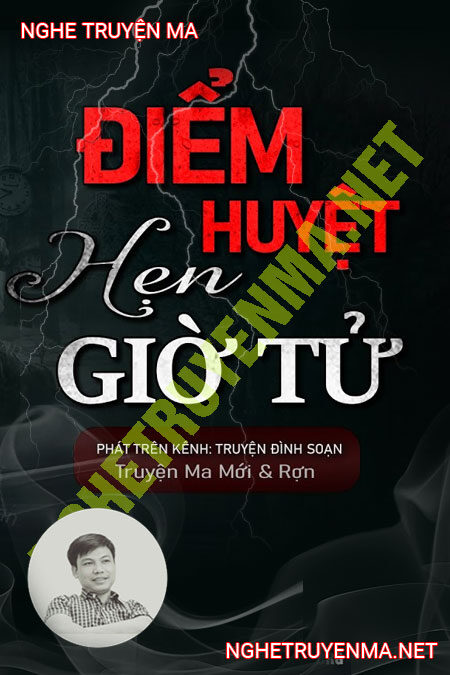 NGHE TRUYỆN MA
ĐIỂM
HUYỆT
Hẹn
GIỜ TỬ
NGHETRUYENMA.NET
PHÁT TRÊN KÊNH: TRUYỆN ĐÌNH SOẠN
Truyện Ma Mới & Rợn
NGHETRUYENMA.NET